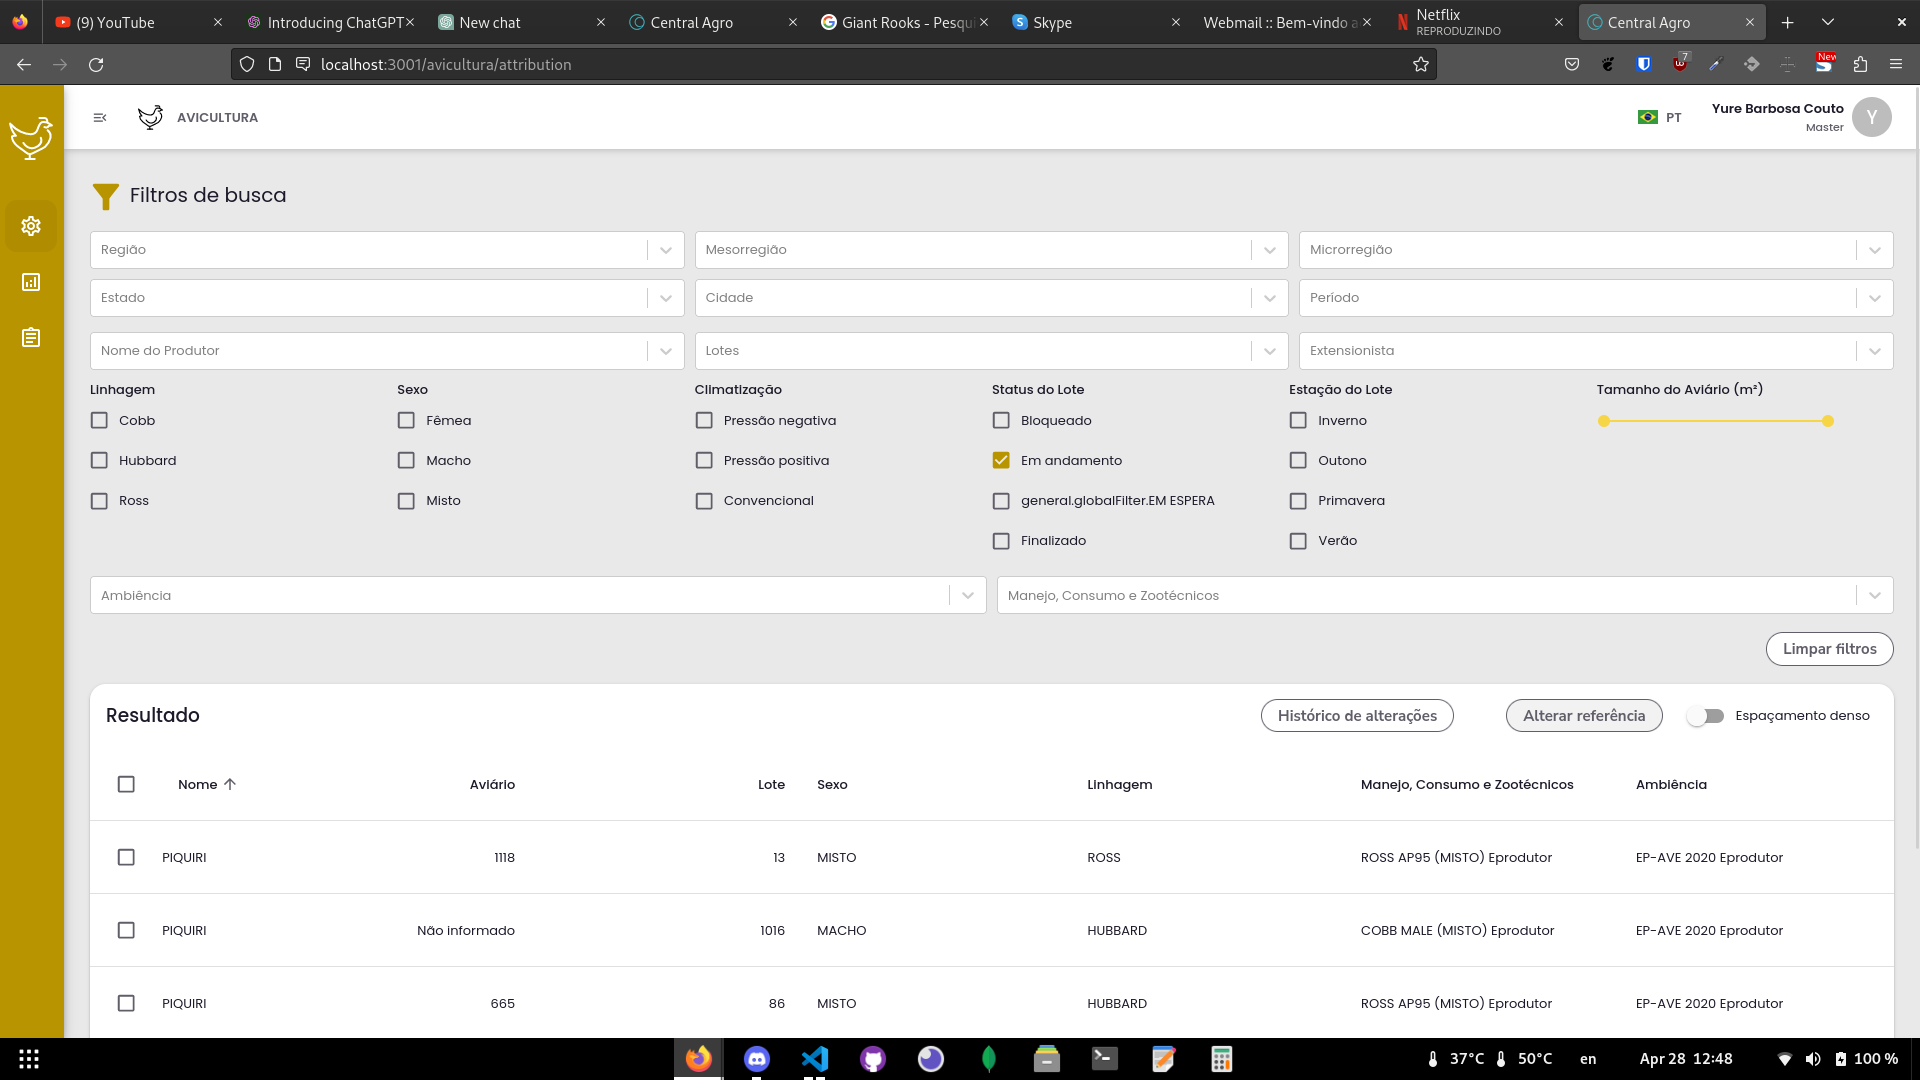 (9) YouTube
Introducing ChatGPT
New chat
Central Agro
Giant Rooks - Pesqui
Skype
Webmail :: Bem-vindo a
Netflix
REPRODUZINDO
Central Agro
localhost:3001/avicultura/attribution
7
New
AVICULTURA
PT
Yure Barbosa Couto
Master
Y
Filtros de busca
Região
Mesorregião
Microrregião
Estado
Cidade
Período
Nome do Produtor
Lotes
Extensionista
Linhagem
Sexo
Climatização
Status do Lote
Estação do Lote
Tamanho do Aviário (m²)
Cobb
Fêmea
Pressão negativa
Bloqueado
Inverno
Hubbard
Macho
Pressão positiva
Em andamento
Outono
Ross
Misto
Convencional
general.globalFilter.EM ESPERA
Primavera
Finalizado
Verão
Ambiência
Manejo, Consumo e Zootécnicos
Limpar filtros
Resultado
Histórico de alterações
Alterar referência
Espaçamento denso
Nome Aviário Lote Sexo Linhagem Manejo, Consumo e Zootécnicos Ambiência
PIQUIRI 1118 13 MISTO ROSS ROSS AP95 (MISTO) Eprodutor EP-AVE 2020 Eprodutor
PIQUIRI Não informado 1016 MACHO HUBBARD COBB MALE (MISTO) Eprodutor EP-AVE 2020 Eprodutor
PIQUIRI 665 86 MISTO HUBBARD ROSS AP95 (MISTO) Eprodutor EP-AVE 2020 Eprodutor
37°C 50°C en Apr 28 12:48 100 %